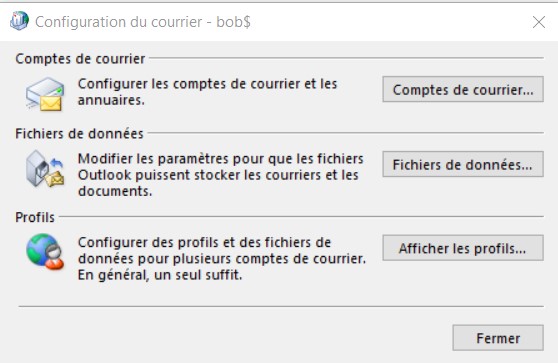 Configuration du courrier - bob$
Comptes de courrier
Configurer les comptes de courrier et les
annuaires.
Comptes de courrier...
Fichiers de données
Modifier les paramètres pour que les fichiers
Outlook puissent stocker les courriers et les
documents.
Fichiers de données...
Profils
Configurer des profils et des fichiers de
données pour plusieurs comptes de courrier.
En général, un seul suffit.
Afficher les profils...
Fermer